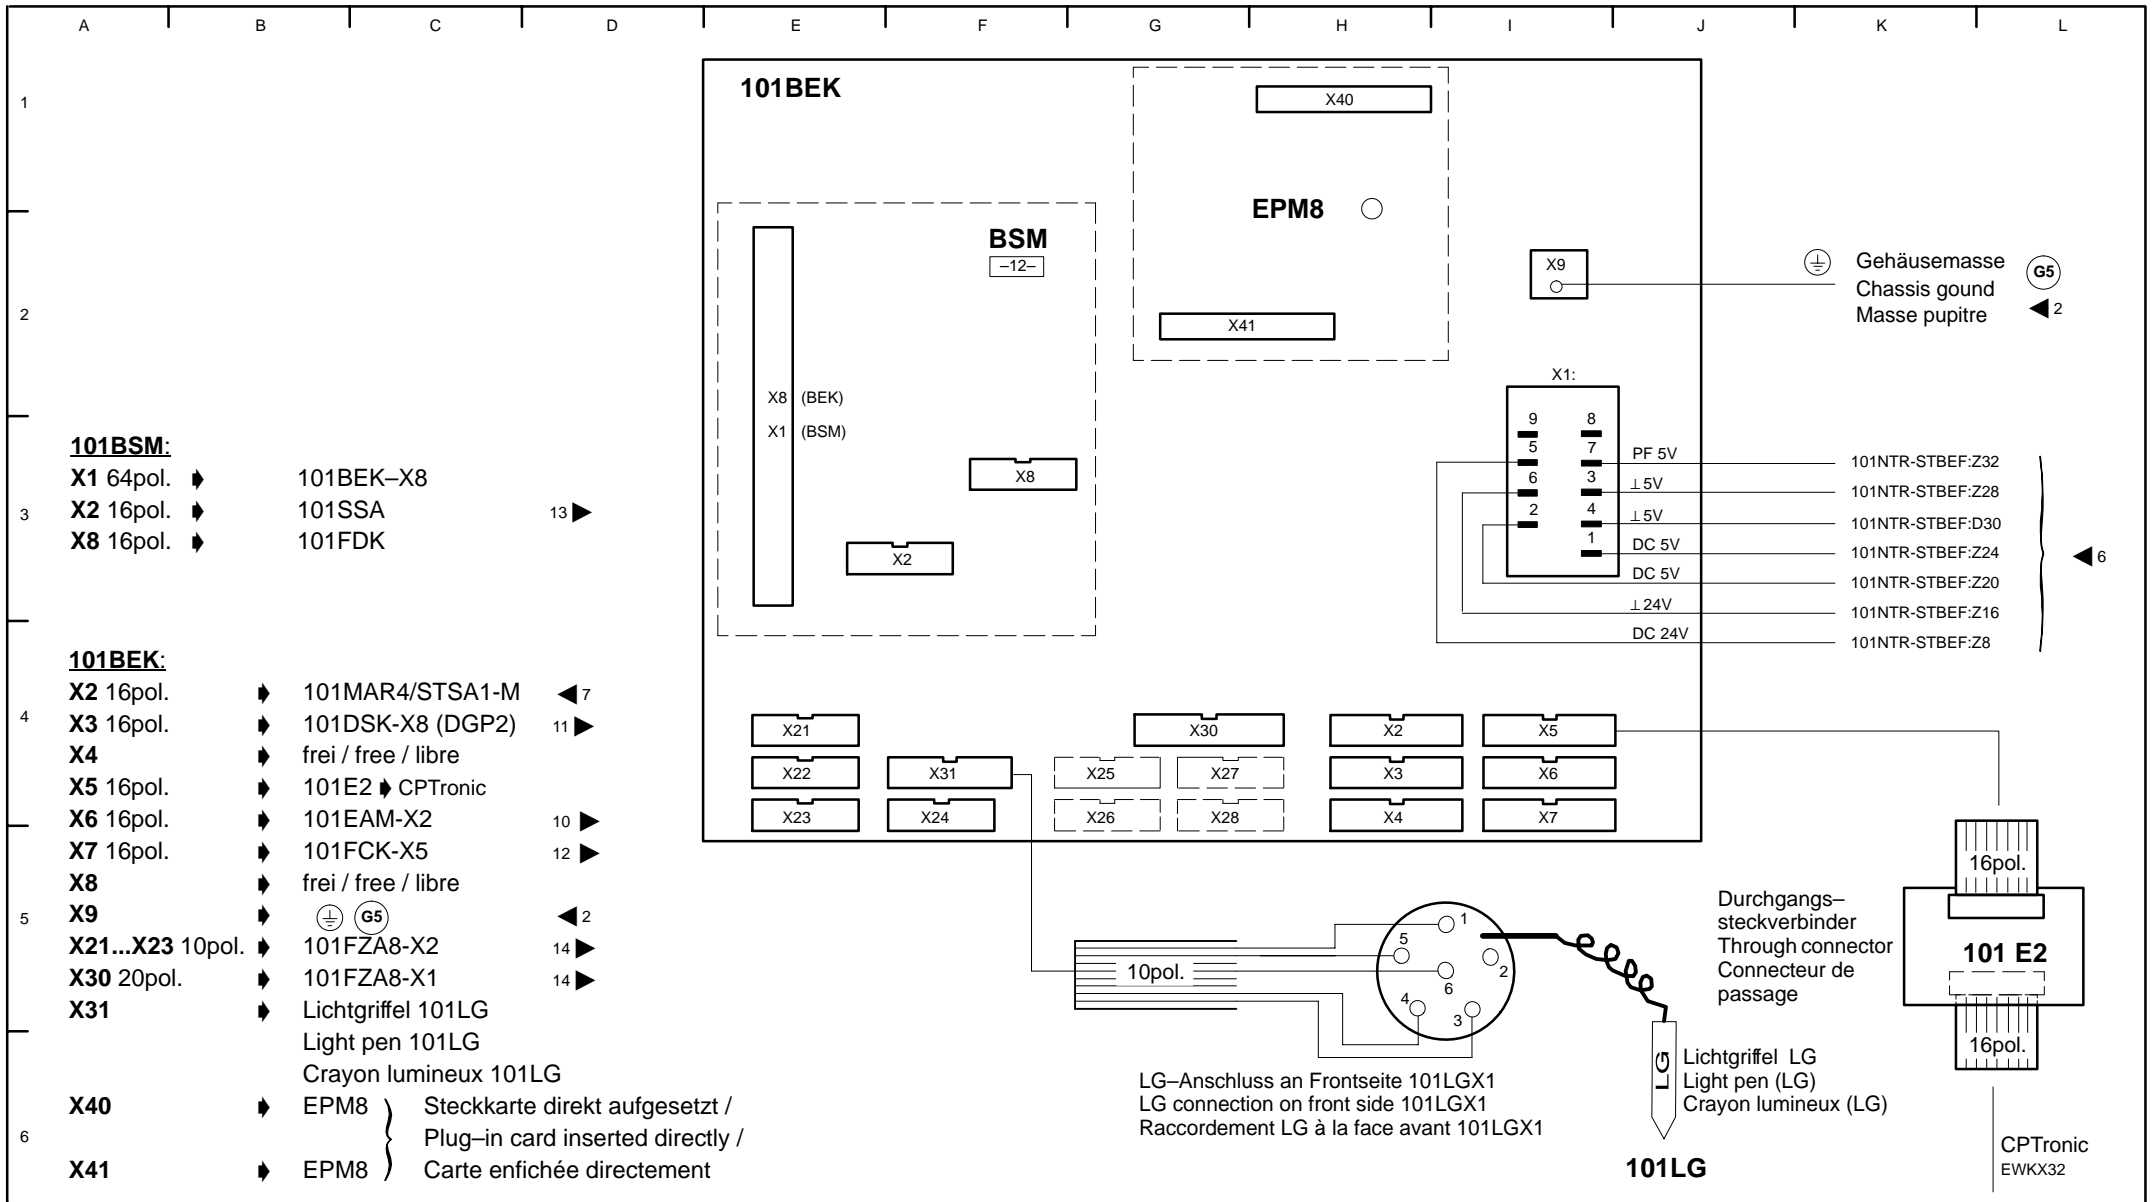 A B C D E F G H I J K L
1
2
3
4
5
6
101BEK
X40
EPM8
X41
BSM
–12–
X8 (BEK)
X1 (BSM)
X8
X2
X9
Gehäusemasse
Chassis gound
Masse pupitre
G5
2
X1:
9 8
5 7
6 3
2 4
1
PF 5V
⊥5V
⊥5V
DC 5V
DC 5V
⊥24V
DC 24V
101NTR-STBEF:Z32
101NTR-STBEF:Z28
101NTR-STBEF:D30
101NTR-STBEF:Z24
101NTR-STBEF:Z20
101NTR-STBEF:Z16
101NTR-STBEF:Z8
6
101BSM:
X1 64pol. 101BEK–X8
X2 16pol. 101SSA 13
X8 16pol. 101FDK
101BEK:
X2 16pol. 101MAR4/STSA1-M 7
X3 16pol. 101DSK-X8 (DGP2) 11
X4 frei / free / libre
X5 16pol. 101E2 CPTronic
X6 16pol. 101EAM-X2 10
X7 16pol. 101FCK-X5 12
X8 frei / free / libre
X9 G5 2
X21...X23 10pol. 101FZA8-X2 14
X30 20pol. 101FZA8-X1 14
X31 Lichtgriffel 101LG
Light pen 101LG
Crayon lumineux 101LG
X40 EPM8 Steckkarte direkt aufgesetzt /
Plug–in card inserted directly /
X41 EPM8 Carte enfichée directement
X21 X30 X2 X5
X22 X31 X25 X27 X3 X6
X23 X24 X26 X28 X4 X7
10pol.
1
5
2
6
4
3
LG–Anschluss an Frontseite 101LGX1
LG connection on front side 101LGX1
Raccordement LG à la face avant 101LGX1
LG
Lichtgriffel LG
Light pen (LG)
Crayon lumineux (LG)
101LG
Durchgangs–
steckverbinder
Through connector
Connecteur de
passage
16pol.
101 E2
16pol.
CPTronic
EWKX32